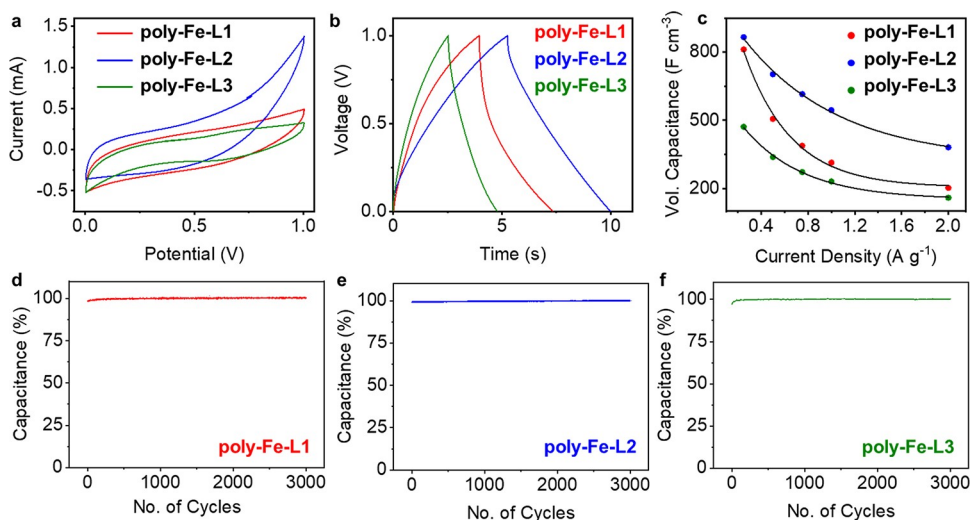 a
Current (mA)
1.5
1.0
0.5
0.0
-0.5
poly-Fe-L1
poly-Fe-L2
poly-Fe-L3
0.0 0.5 1.0
Potential (V)
b
Voltage (V)
1.0
0.5
0.0
poly-Fe-L1
poly-Fe-L2
poly-Fe-L3
0 5 10
Time (s)
c
Vol. Capacitance (F cm⁻³)
800
500
200
poly-Fe-L1
poly-Fe-L2
poly-Fe-L3
0.4 0.8 1.2 1.6 2.0
Current Density (A g⁻¹)
d
Capacitance (%)
100
75
50
25
0
poly-Fe-L1
0 1000 2000 3000
No. of Cycles
e
Capacitance (%)
100
75
50
25
0
poly-Fe-L2
0 1000 2000 3000
No. of Cycles
f
Capacitance (%)
100
75
50
25
0
poly-Fe-L3
0 1000 2000 3000
No. of Cycles